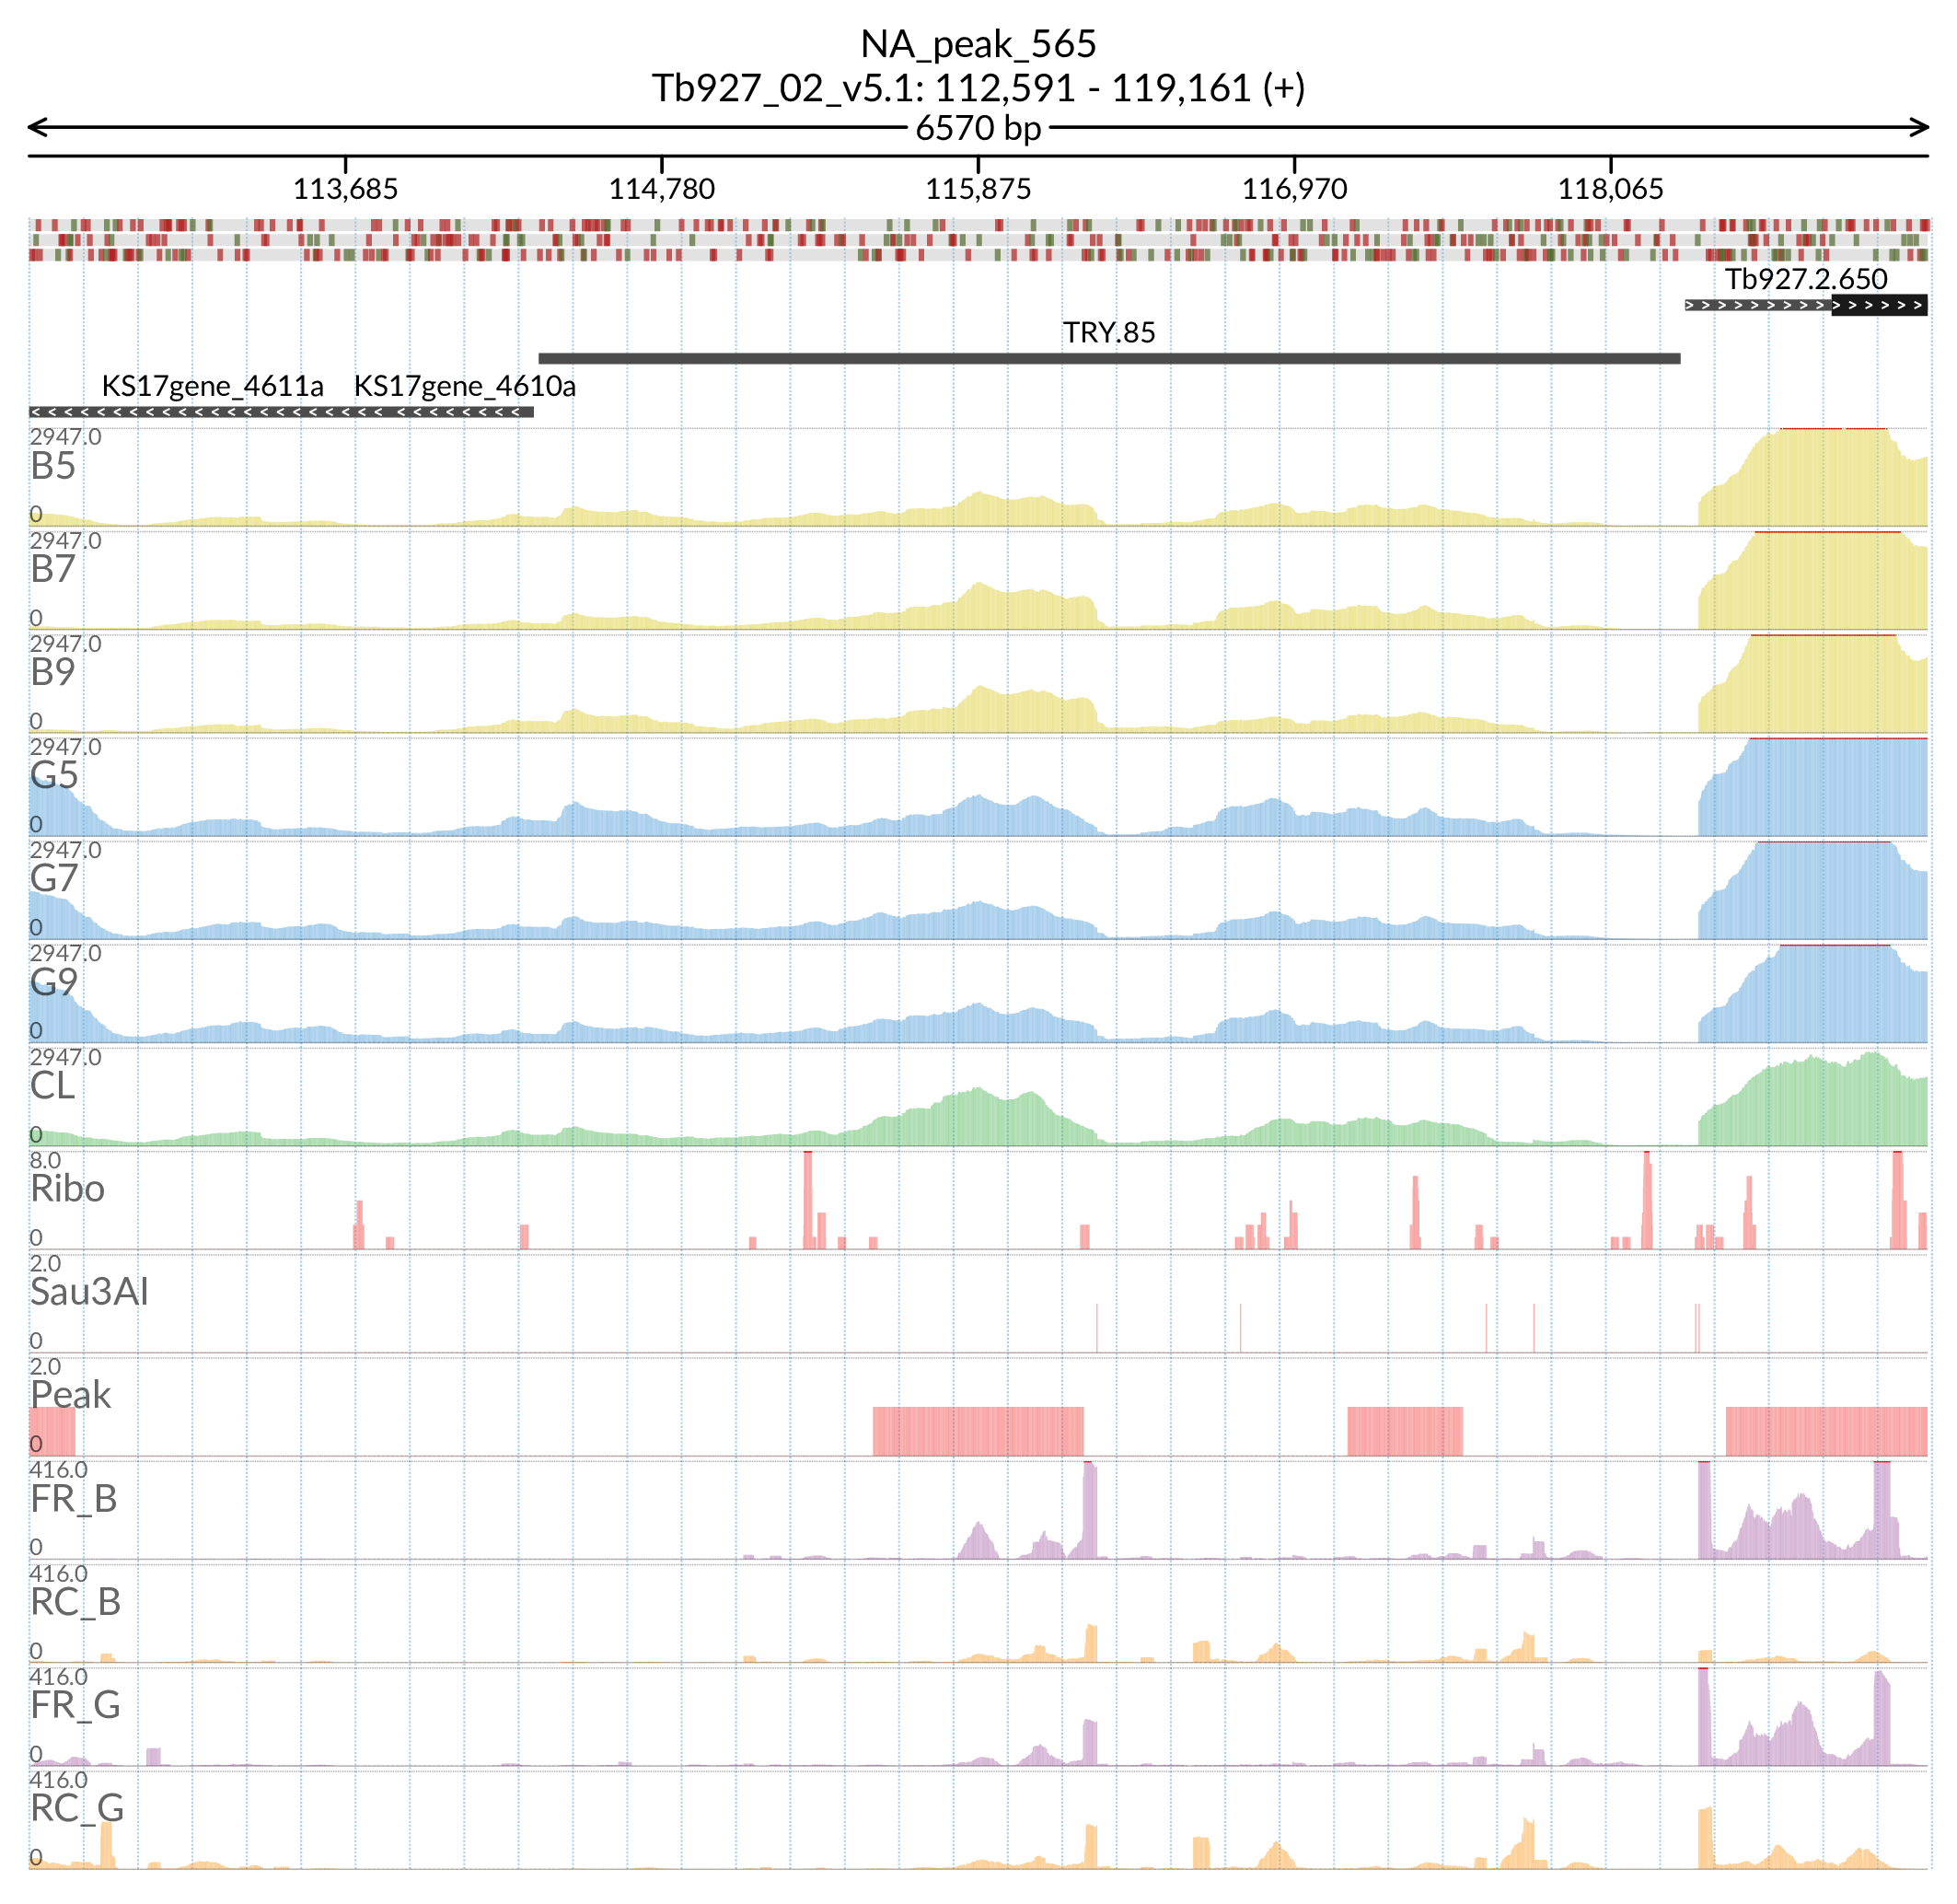 NA_peak_565
Tb927_02_v5.1: 112,591 - 119,161 (+)
6570 bp
113,685 114,780 115,875 116,970 118,065
Tb927.2.650
TRY.85
KS17gene_4611a KS17gene_4610a
2947.0
B5
0
2947.0
B7
0
2947.0
B9
0
2947.0
G5
0
2947.0
G7
0
2947.0
G9
0
2947.0
CL
0
8.0
Ribo
0
2.0
Sau3AI
0
2.0
Peak
0
416.0
FR_B
0
416.0
RC_B
0
416.0
FR_G
0
416.0
RC_G
0